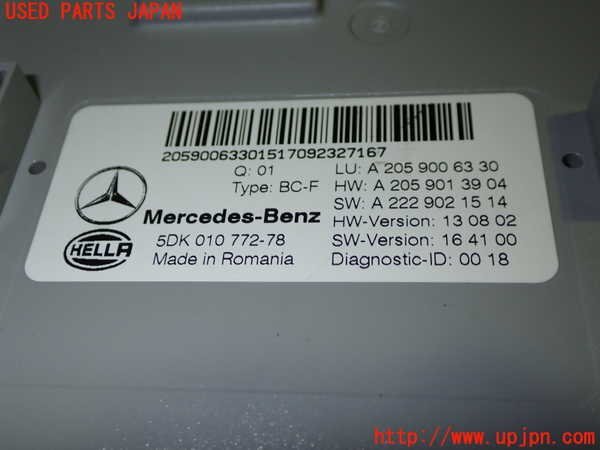 USED PARTS JAPAN
20590063301517092327167
Q: 01
Type: BC-F
LU: A 205 900 63 30
HW: A 205 901 39 04
SW: A 222 902 15 14
Mercedes-Benz
HW-Version: 13 08 02
HELLA
5DK 010 772-78
SW-Version: 16 41 00
Made in Romania
Diagnostic-ID: 00 18
http://www.upjpn.com/